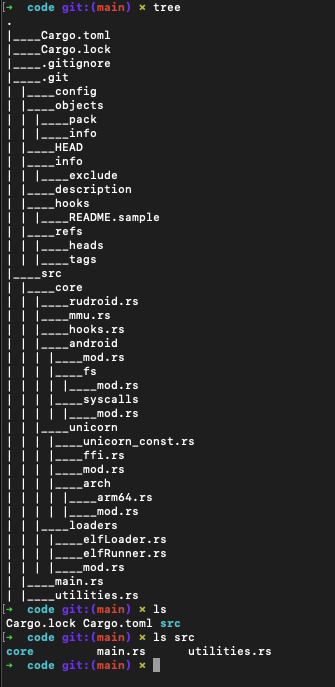 [➜  code git:(main) × tree
.
|____Cargo.toml
|____Cargo.lock
|____.gitignore
|____.git
| |____config
| |____objects
| | |____pack
| | |____info
| |____HEAD
| |____info
| | |____exclude
| |____description
| |____hooks
| | |____README.sample
| |____refs
| | |____heads
| | |____tags
|____src
| |____core
| | |____rudroid.rs
| | |____mmu.rs
| | |____hooks.rs
| | |____android
| | | |____mod.rs
| | | |____fs
| | | | |____mod.rs
| | | |____syscalls
| | | | |____mod.rs
| | |____unicorn
| | | |____unicorn_const.rs
| | | |____ffi.rs
| | | |____mod.rs
| | | |____arch
| | | | |____arm64.rs
| | | | |____mod.rs
| | |____loaders
| | | |____elfLoader.rs
| | | |____elfRunner.rs
| | | |____mod.rs
| |____main.rs
| |____utilities.rs
[➜  code git:(main) × ls
Cargo.lock Cargo.toml src
[➜  code git:(main) × ls src
core         main.rs      utilities.rs
➜  code git:(main) ×